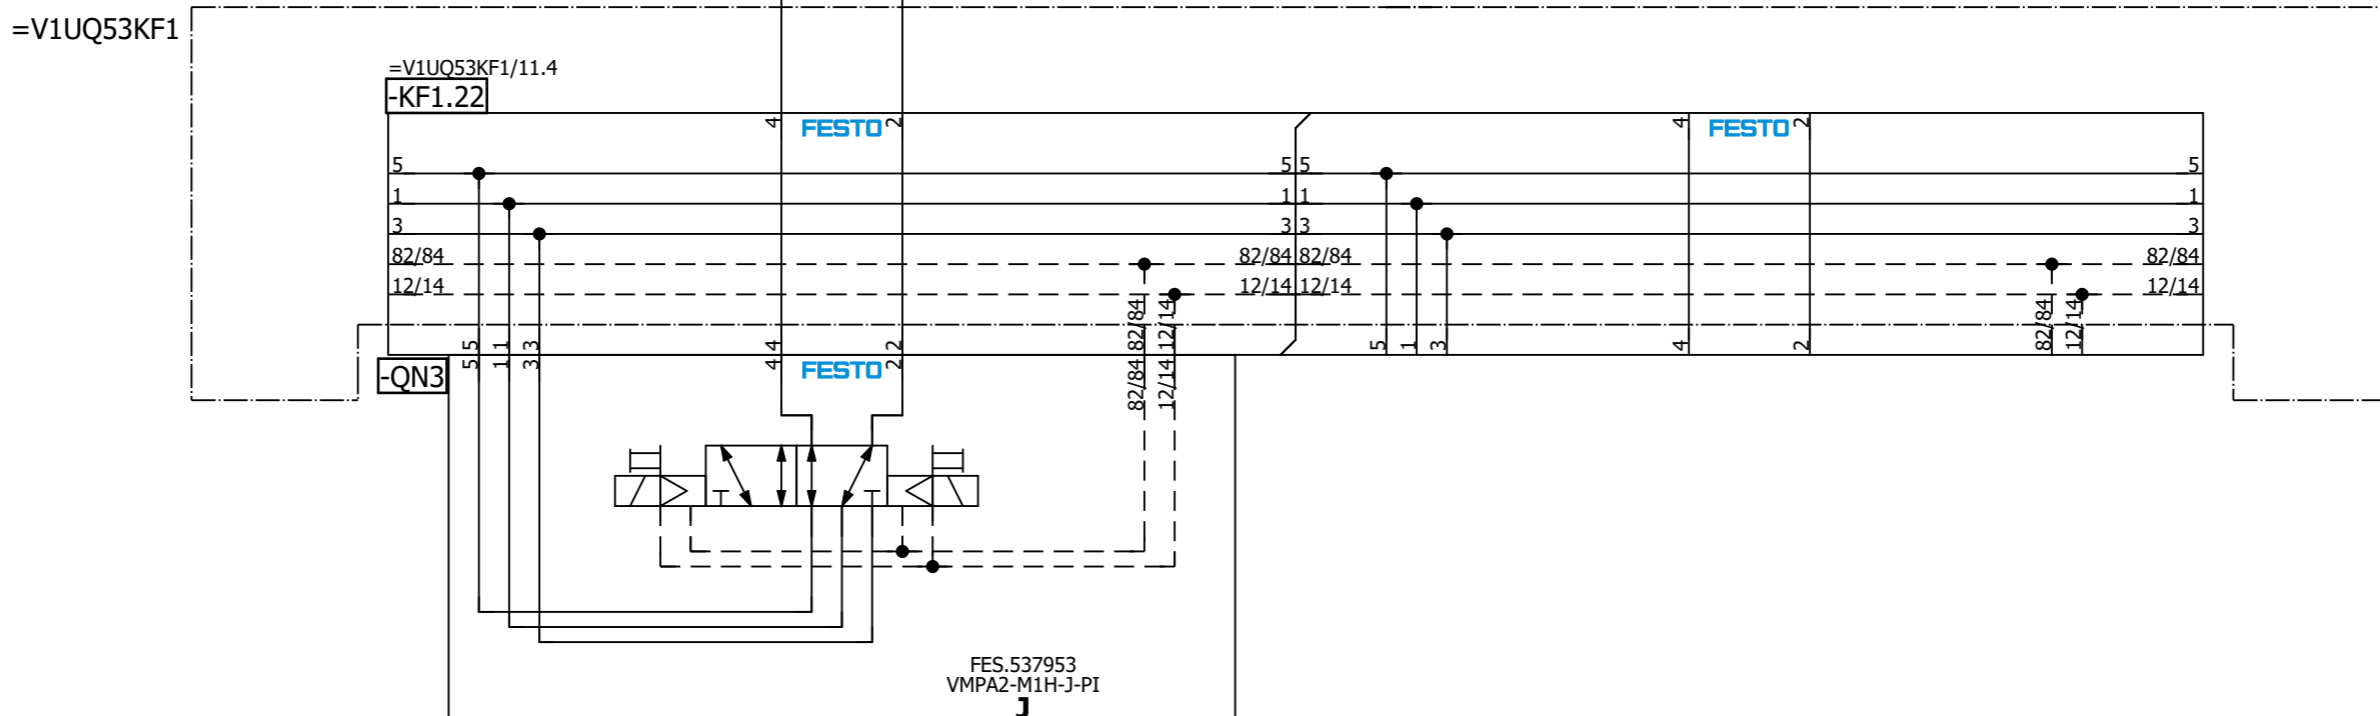 =V1UQ53KF1
=V1UQ53KF1/11.4
-KF1.22
4 FESTO 2 4 FESTO 2
5 5 5 5
1 1 1 1
3 3 3 3
82/84 82/84 82/84 82/84
12/14 12/14 12/14 12/14
82/84 12/14 82/84 12/14
5 1 3 4 2 5 1 3 4 2
-QN3
5 1 3 4 FESTO 2 82/84 12/14
FES.537953
VMPA2-M1H-J-PI
J